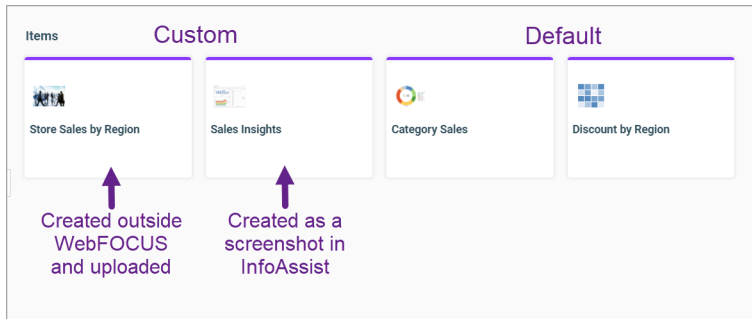 Items
Custom
Default
Store Sales by Region
Sales Insights
Category Sales
Discount by Region
Created outside
WebFOCUS
and uploaded
Created as a
screenshot in
InfoAssist